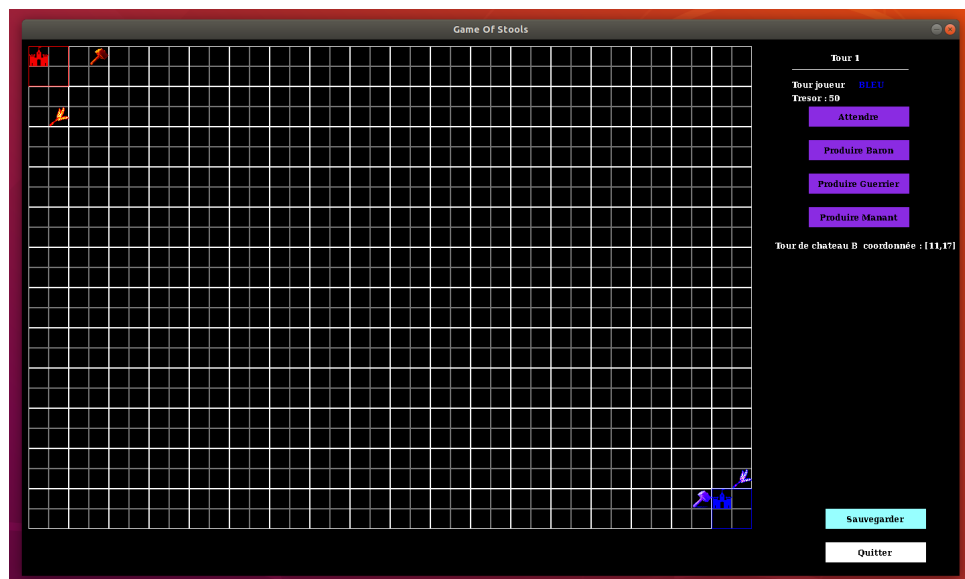 Game Of Stools
Tour 1
Tour joueur BLEU
Tresor : 50
Attendre
Produire Baron
Produire Guerrier
Produire Manant
Tour de chateau B coordonnée : [11,17]
Sauvegarder
Quitter